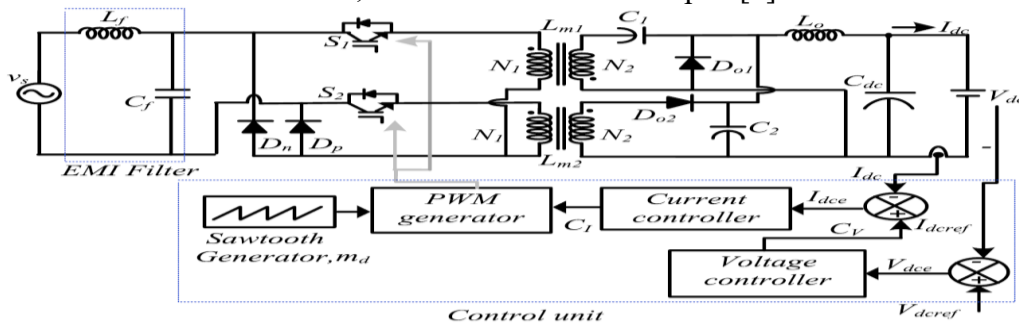 L_f
S_1
L_m1
C_1
L_o
I_dc
v_s
C_f
N_1
N_2
D_o1
C_dc
S_2
V_dc
D_n
D_p
N_1
N_2
D_o2
C_2
L_m2
-
EMI Filter
I_dc
PWM generator
Current controller
I_dce
-
+
C_I
Sawtooth Generator,m_d
C_V
I_dcref
Voltage controller
V_dce
-
+
V_dcref
Control unit